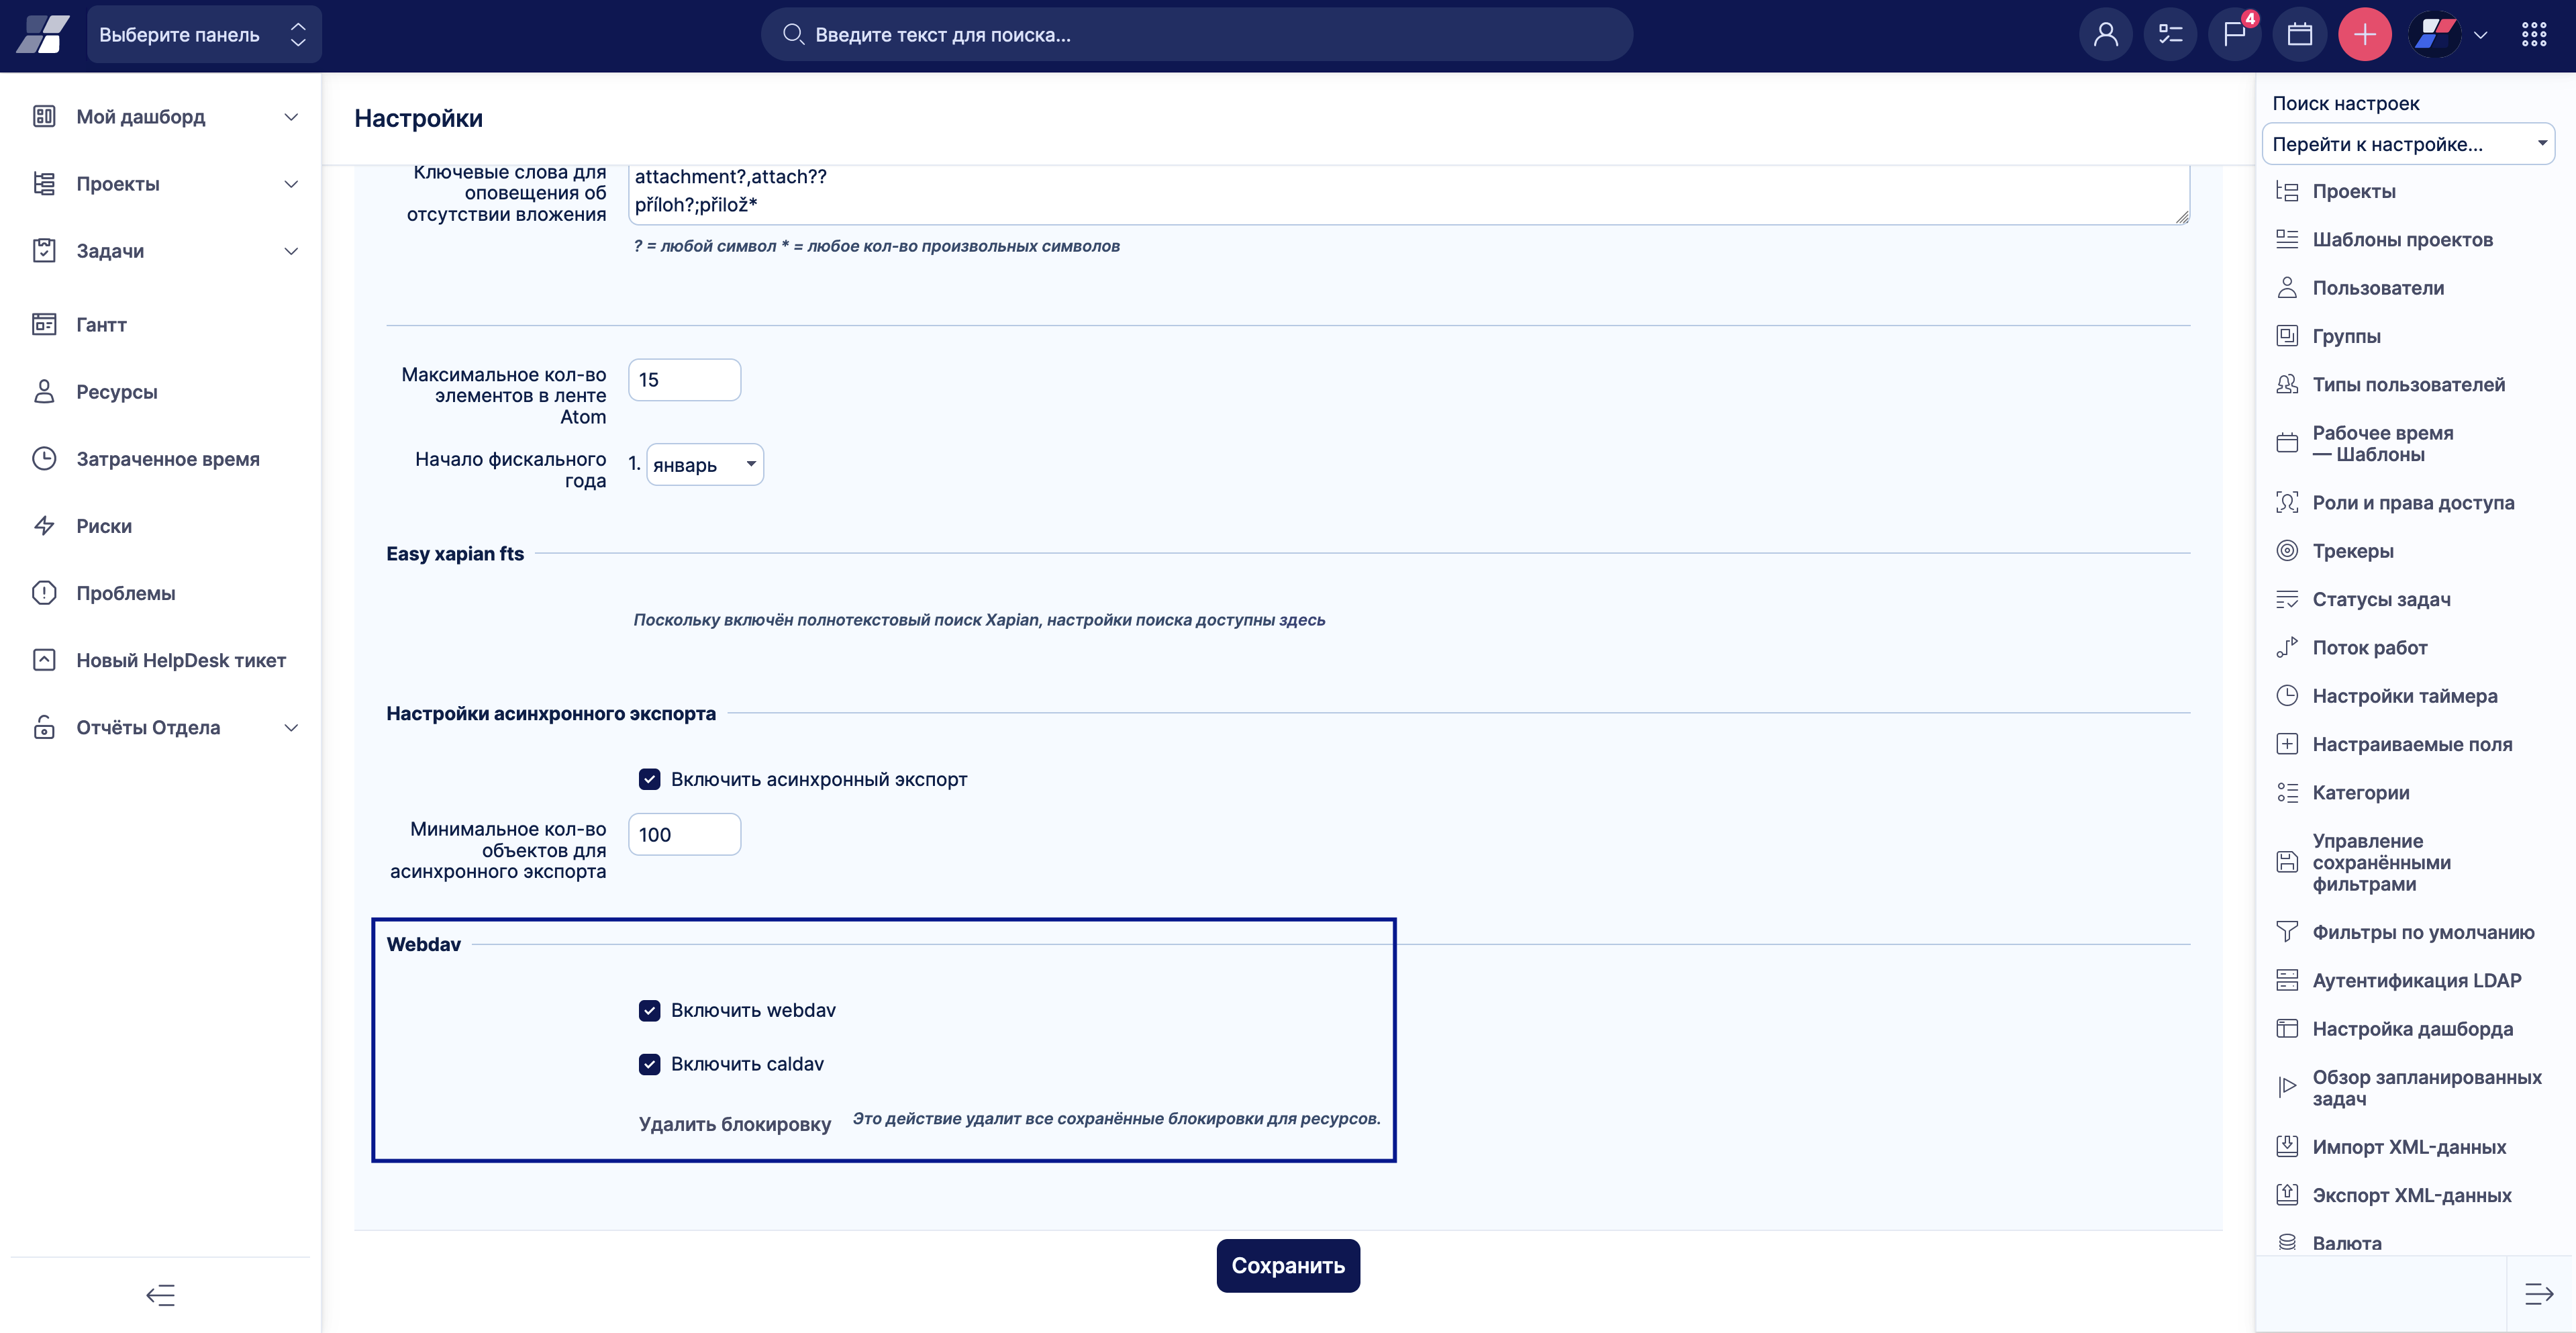 Выберите панель
Введите текст для поиска...
4
Мой дашборд
Проекты
Задачи
Гантт
Ресурсы
Затраченное время
Риски
Проблемы
Новый HelpDesk тикет
Отчёты Отдела
Настройки
Ключевые слова для
оповещения об
отсутствии вложения
attachment?,attach??
příloh?;přilož*
? = любой символ * = любое кол-во произвольных символов
Максимальное кол-во
элементов в ленте
Atom
15
Начало фискального
года
1. январь
Easy xapian fts
Поскольку включён полнотекстовый поиск Xapian, настройки поиска доступны здесь
Настройки асинхронного экспорта
Включить асинхронный экспорт
Минимальное кол-во
объектов для
асинхронного экспорта
100
Webdav
Включить webdav
Включить caldav
Удалить блокировку
Это действие удалит все сохранённые блокировки для ресурсов.
Сохранить
Поиск настроек
Перейти к настройке...
Проекты
Шаблоны проектов
Пользователи
Группы
Типы пользователей
Рабочее время
— Шаблоны
Роли и права доступа
Трекеры
Статусы задач
Поток работ
Настройки таймера
Настраиваемые поля
Категории
Управление
сохранёнными
фильтрами
Фильтры по умолчанию
Аутентификация LDAP
Настройка дашборда
Обзор запланированных
задач
Импорт XML-данных
Экспорт XML-данных
Валюта